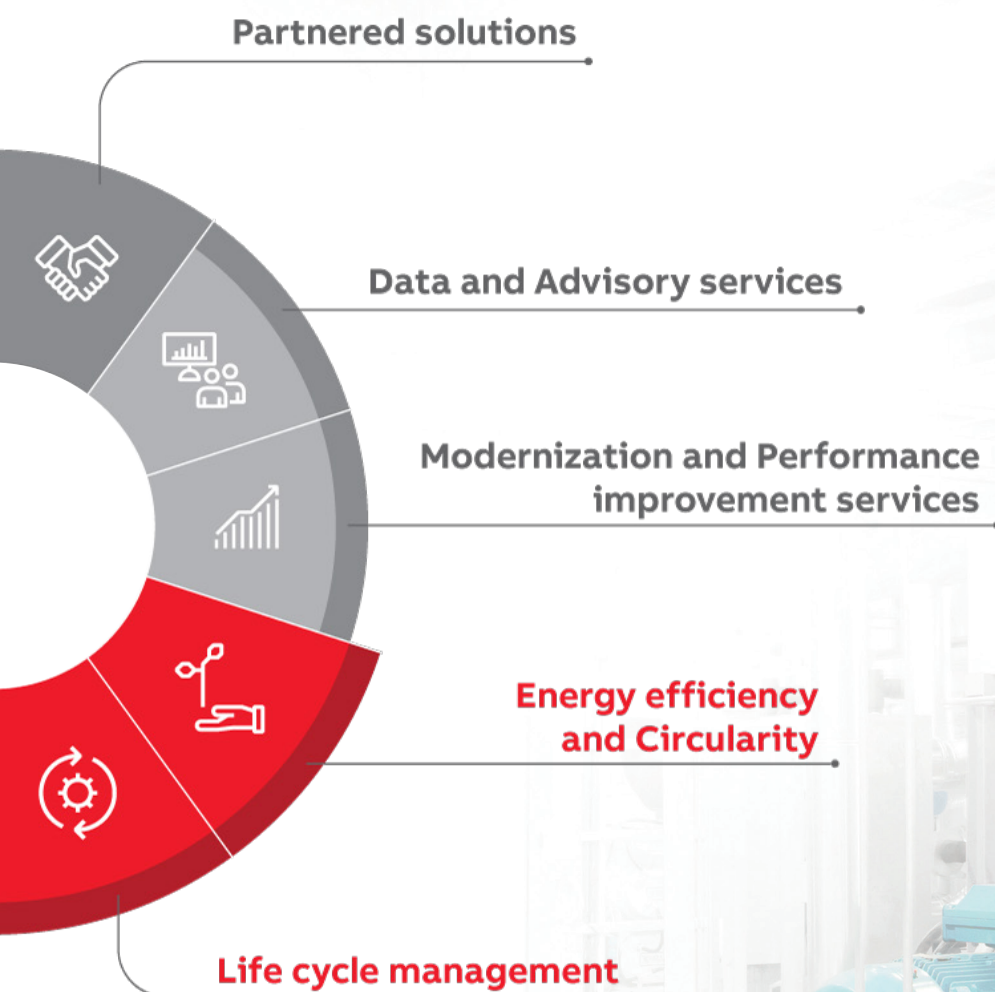 Partnered solutions
Data and Advisory services
Modernization and Performance
improvement services
Energy efficiency
and Circularity
Life cycle management